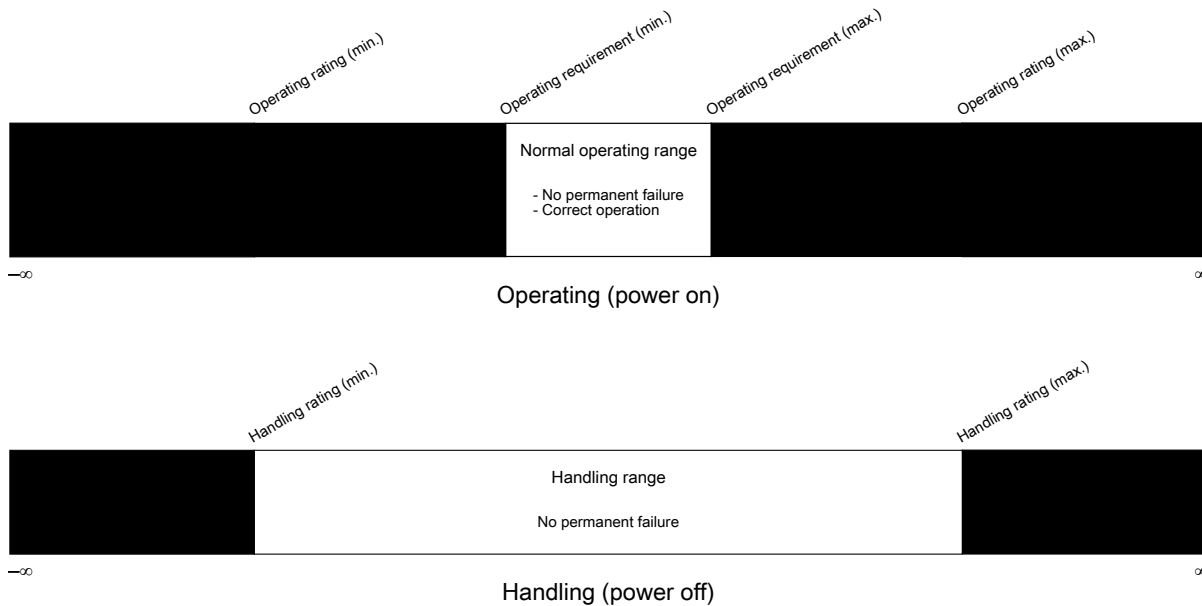 Operating rating (min.)
Operating requirement (min.)
Operating requirement (max.)
Operating rating (max.)
Normal operating range
- No permanent failure
- Correct operation
–∞
∞
Operating (power on)
Handling rating (min.)
Handling rating (max.)
Handling range
No permanent failure
–∞
∞
Handling (power off)